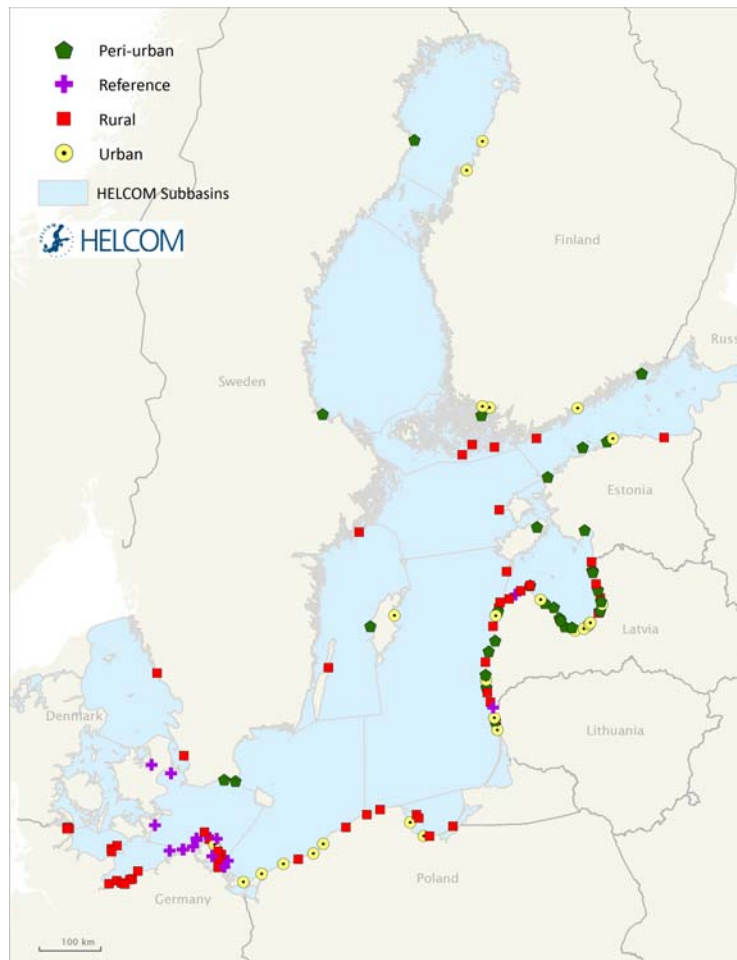 Peri-urban
Reference
Rural
Urban
HELCOM Subbasins
HELCOM
Finland
Russ
Sweden
Estonia
Latvia
Denmark
Lithuania
Poland
Germany
100 km